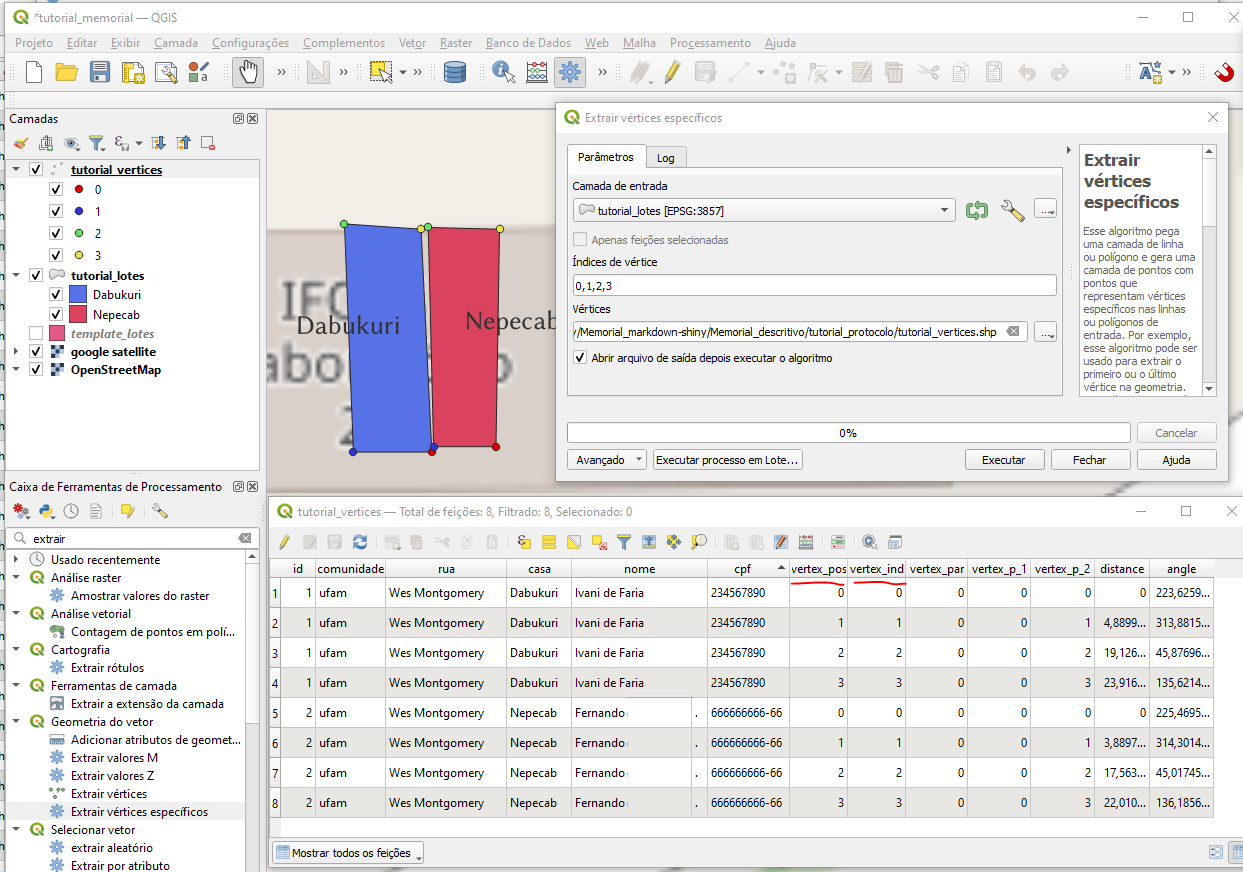 *tutorial_memorial — QGIS
Projeto Editar Exibir Camada Configurações Complementos Vetor Raster Banco de Dados Web Malha Processamento Ajuda
Camadas
tutorial_vertices
0
1
2
3
tutorial_lotes
Dabukuri
Nepecab
template_lotes
google satellite
OpenStreetMap
Dabukuri
Nepecab
Extrair vértices específicos
Parâmetros Log
Camada de entrada
tutorial_lotes [EPSG:3857]
Apenas feições selecionadas
Índices de vértice
0,1,2,3
Vértices
/Memorial_markdown-shiny/Memorial_descritivo/tutorial_protocolo/tutorial_vertices.shp
Abrir arquivo de saída depois executar o algoritmo
0%
Cancelar
Avançado
Executar processo em Lote...
Executar
Fechar
Ajuda
Extrair
vértices
específicos
Esse algoritmo pega
uma camada de linha
ou polígono e gera uma
camada de pontos com
pontos que
representam vértices
específicos nas linhas
ou polígonos de
entrada. Por exemplo,
esse algoritmo pode ser
usado para extrair o
primeiro ou o último
vértice na geometria.
Caixa de Ferramentas de Processamento
extrair
Usado recentemente
Análise raster
Amostrar valores do raster
Análise vetorial
Contagem de pontos em polí...
Cartografia
Extrair rótulos
Ferramentas de camada
Extrair a extensão da camada
Geometria do vetor
Adicionar atributos de geomet...
Extrair valores M
Extrair valores Z
Extrair vértices
Extrair vértices específicos
Selecionar vetor
extrair aleatório
Extrair por atributo
tutorial_vertices — Total de feições: 8, Filtrado: 8, Selecionado: 0
id comunidade rua casa nome cpf vertex_pos vertex_ind vertex_par vertex_p_1 vertex_p_2 distance angle
1 1 ufam Wes Montgomery Dabukuri Ivani de Faria 234567890 0 0 0 0 0 0 223,6259...
2 1 ufam Wes Montgomery Dabukuri Ivani de Faria 234567890 1 1 0 0 1 4,8899... 313,8815...
3 1 ufam Wes Montgomery Dabukuri Ivani de Faria 234567890 2 2 0 0 2 19,126... 45,87696...
4 1 ufam Wes Montgomery Dabukuri Ivani de Faria 234567890 3 3 0 0 3 23,916... 135,6214...
5 2 ufam Wes Montgomery Nepecab Fernando . 666666666-66 0 0 0 0 0 0 225,4695...
6 2 ufam Wes Montgomery Nepecab Fernando . 666666666-66 1 1 0 0 1 3,8897... 314,3014...
7 2 ufam Wes Montgomery Nepecab Fernando . 666666666-66 2 2 0 0 2 17,563... 45,01745...
8 2 ufam Wes Montgomery Nepecab Fernando . 666666666-66 3 3 0 0 3 22,010... 136,1856...
Mostrar todos os feições